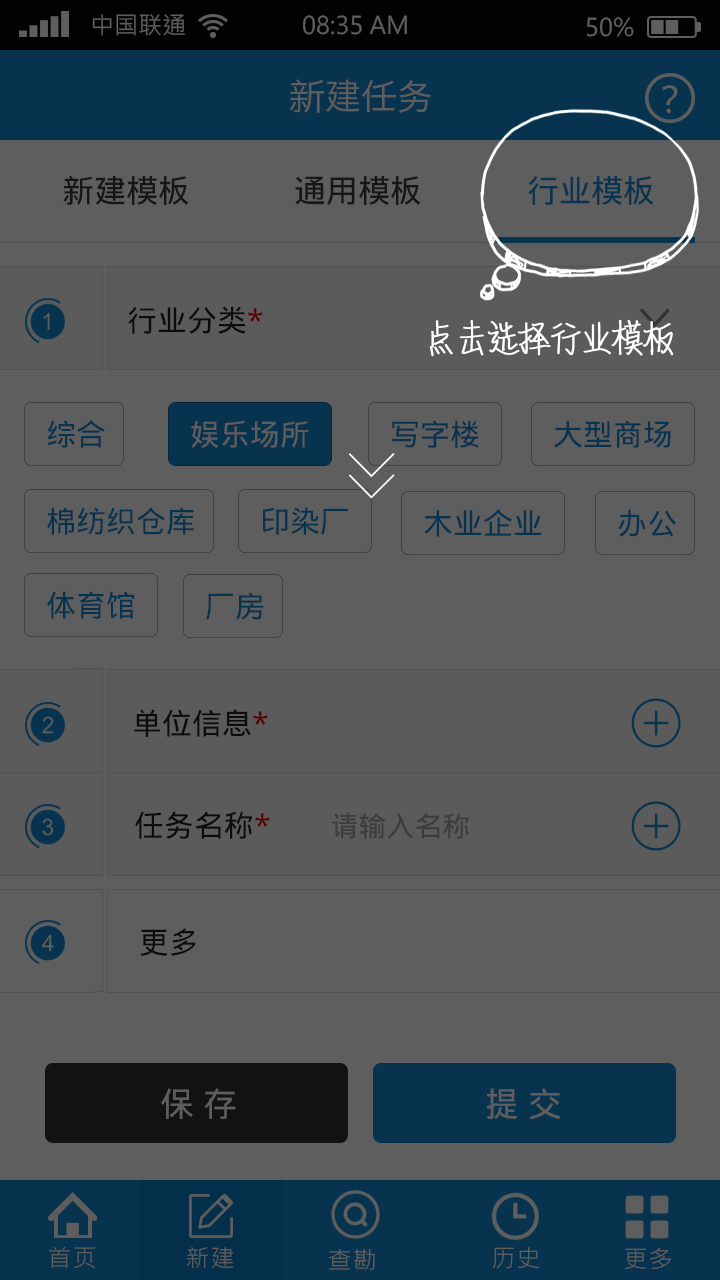 中国联通 08:35 AM 50%
新建任务 ?
新建模板 通用模板 行业模板
1 行业分类*
点击选择行业模板
综合 娱乐场所 写字楼 大型商场
棉纺织仓库 印染厂 木业企业 办公
体育馆 厂房
2 单位信息*
3 任务名称* 请输入名称
4 更多
保存 提交
首页 新建 查勘 历史 更多